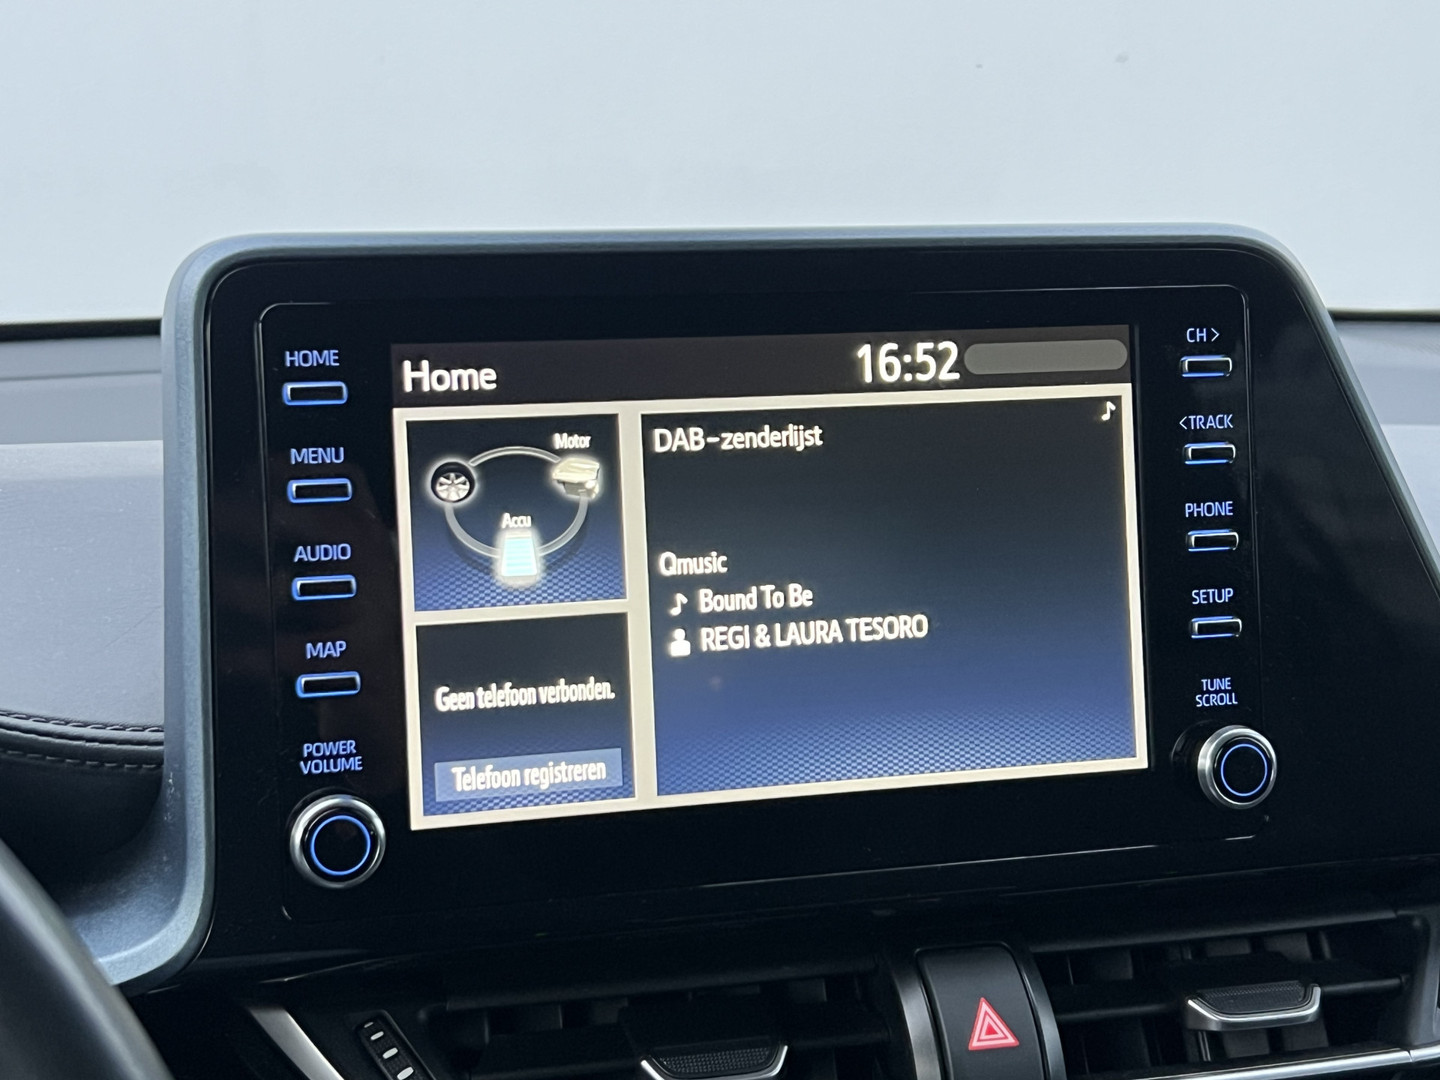 HOME
MENU
AUDIO
MAP
POWER
VOLUME
Home
16:52
Motor
Accu
Geen telefoon verbonden.
Telefoon registreren
DAB-zenderlijst
Qmusic
Bound To Be
REGI & LAURA TESORO
CH >
<TRACK
PHONE
SETUP
TUNE
SCROLL